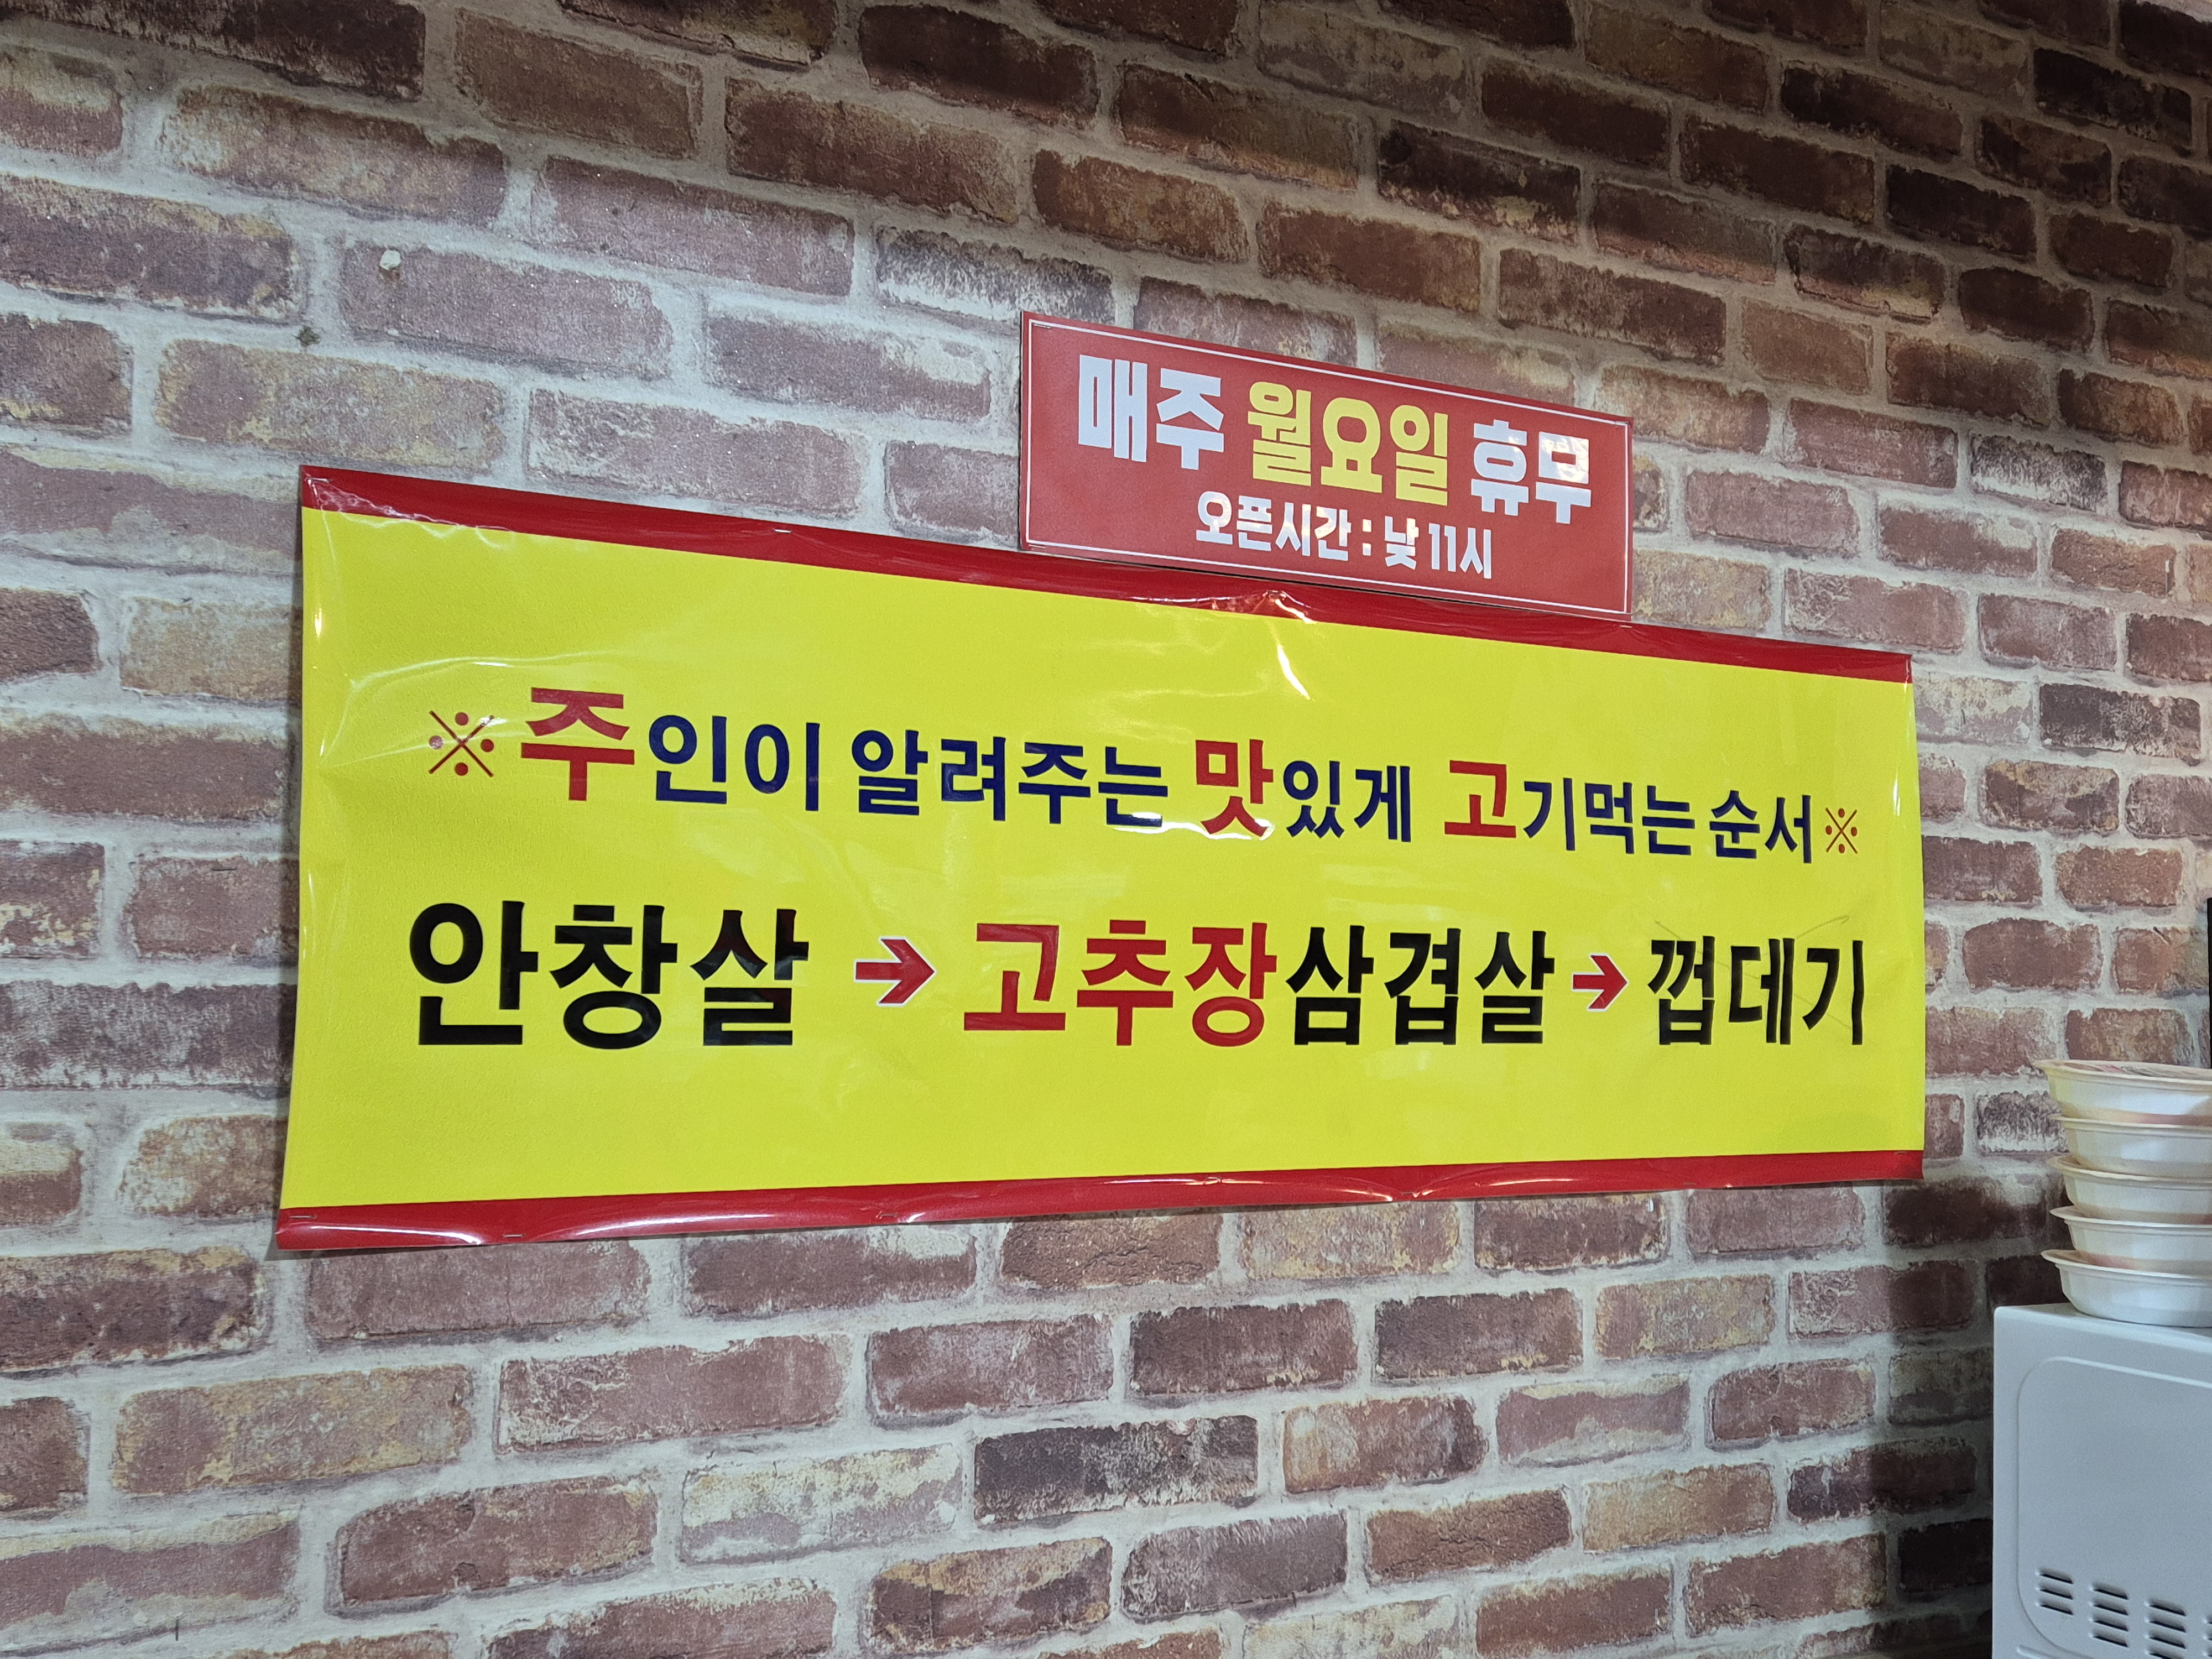 매주 월요일 휴무
오픈시간 : 낮 11시
※주인이 알려주는 맛있게 고기먹는 순서※
안창살 → 고추장삼겹살 → 껍데기